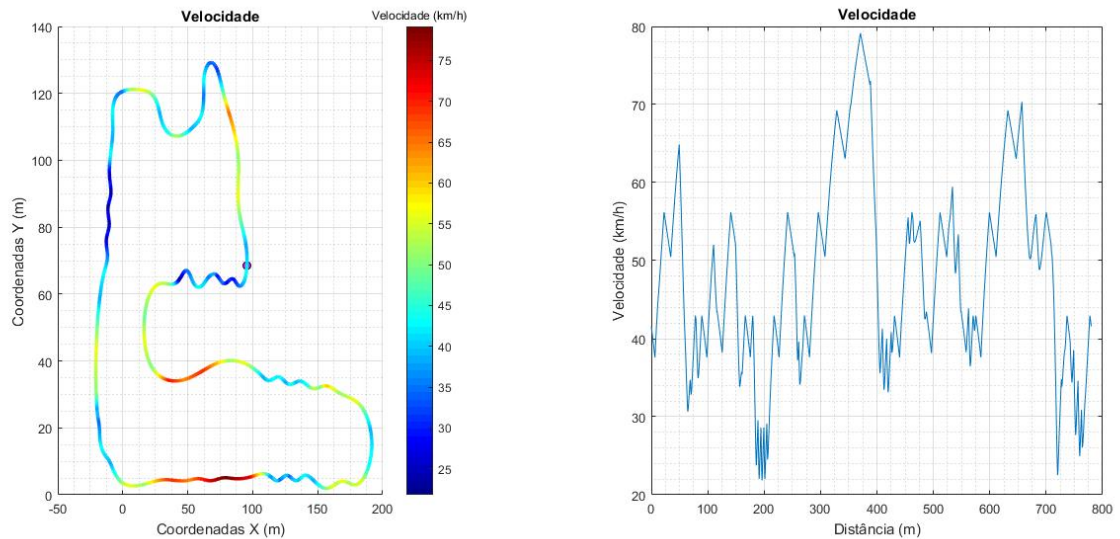 Velocidade
Velocidade (km/h)
140
120
100
80
60
40
20
0
Coordenadas Y (m)
-50 0 50 100 150 200
Coordenadas X (m)
75
70
65
60
55
50
45
40
35
30
25
Velocidade
80
70
60
50
40
30
20
Velocidade (km/h)
0 100 200 300 400 500 600 700 800
Distância (m)